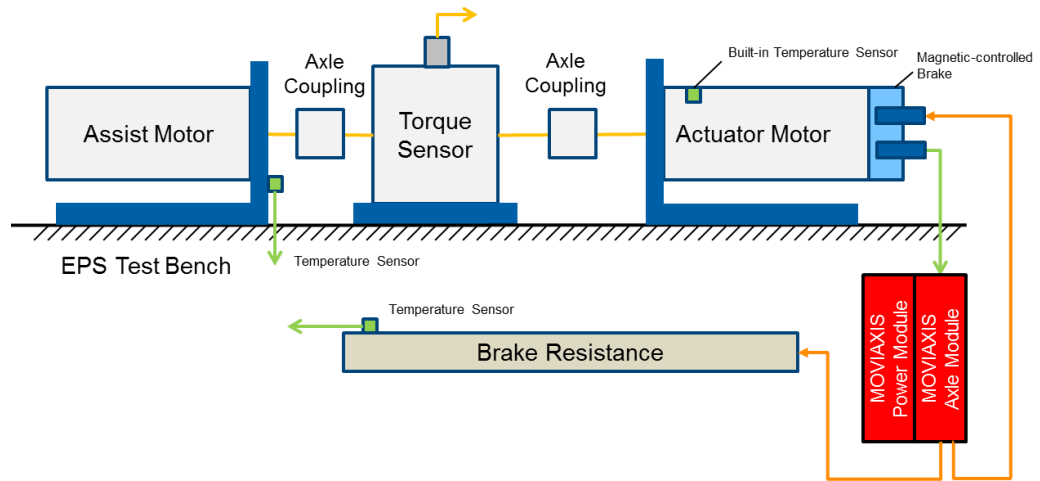 Axle
Coupling
Axle
Coupling
Built-in Temperature Sensor
Magnetic-controlled
Brake
Assist Motor
Torque
Sensor
Actuator Motor
EPS Test Bench
Temperature Sensor
Temperature Sensor
Brake Resistance
MOVIAXIS
Power Module
MOVIAXIS
Axle Module